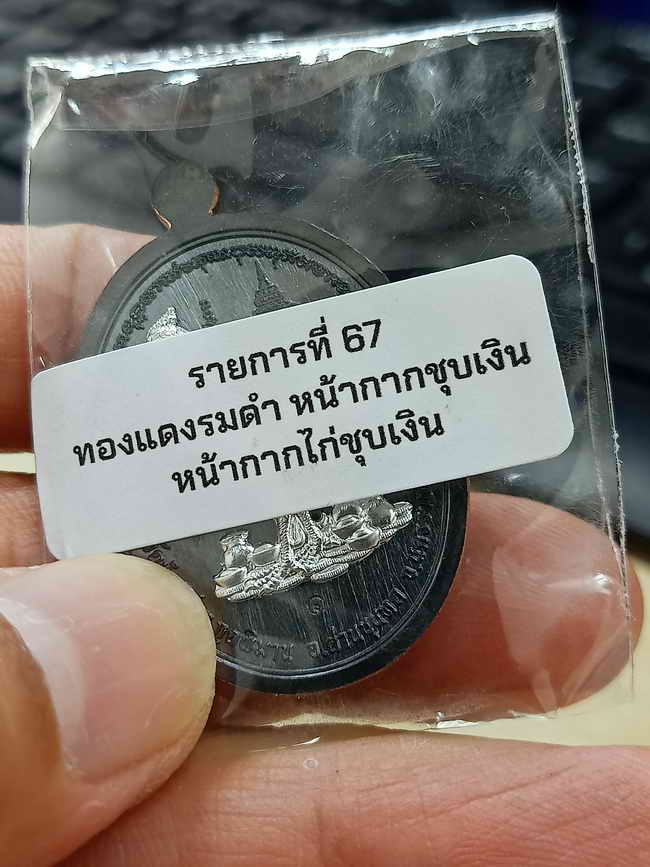 รายการที่ 67
ทองแดงรมดำ หน้ากากชุบเงิน
หน้ากากไก่ชุบเงิน
๑